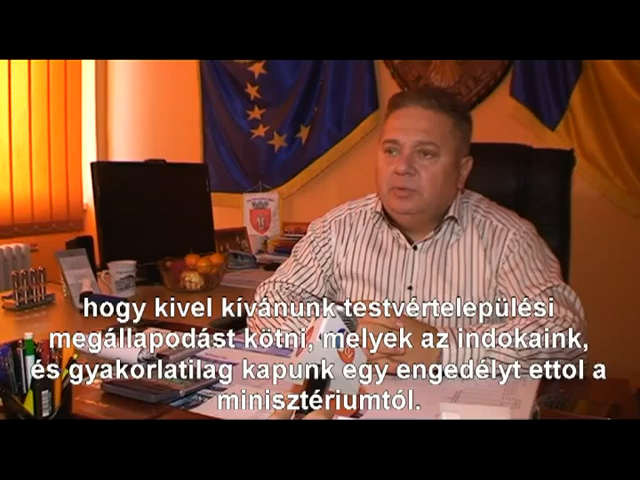 hogy kivel kívánunk testvértelepülési
megállapodást kötni, melyek az indokaink,
és gyakorlatilag kapunk egy engedélyt ettol a
minisztériumtól.